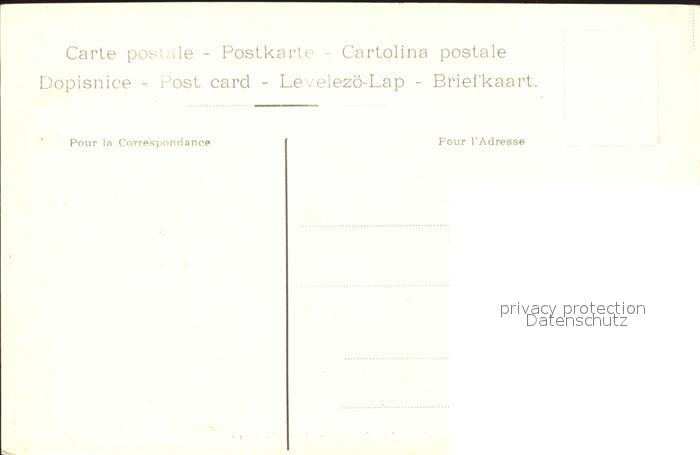 Carte postale - Postkarte - Cartolina postale
Dopisnice - Post card - Levelezö-Lap - Briefkaart.
Pour la Correspondance
Pour l'Adresse
privacy protection
Datenschutz